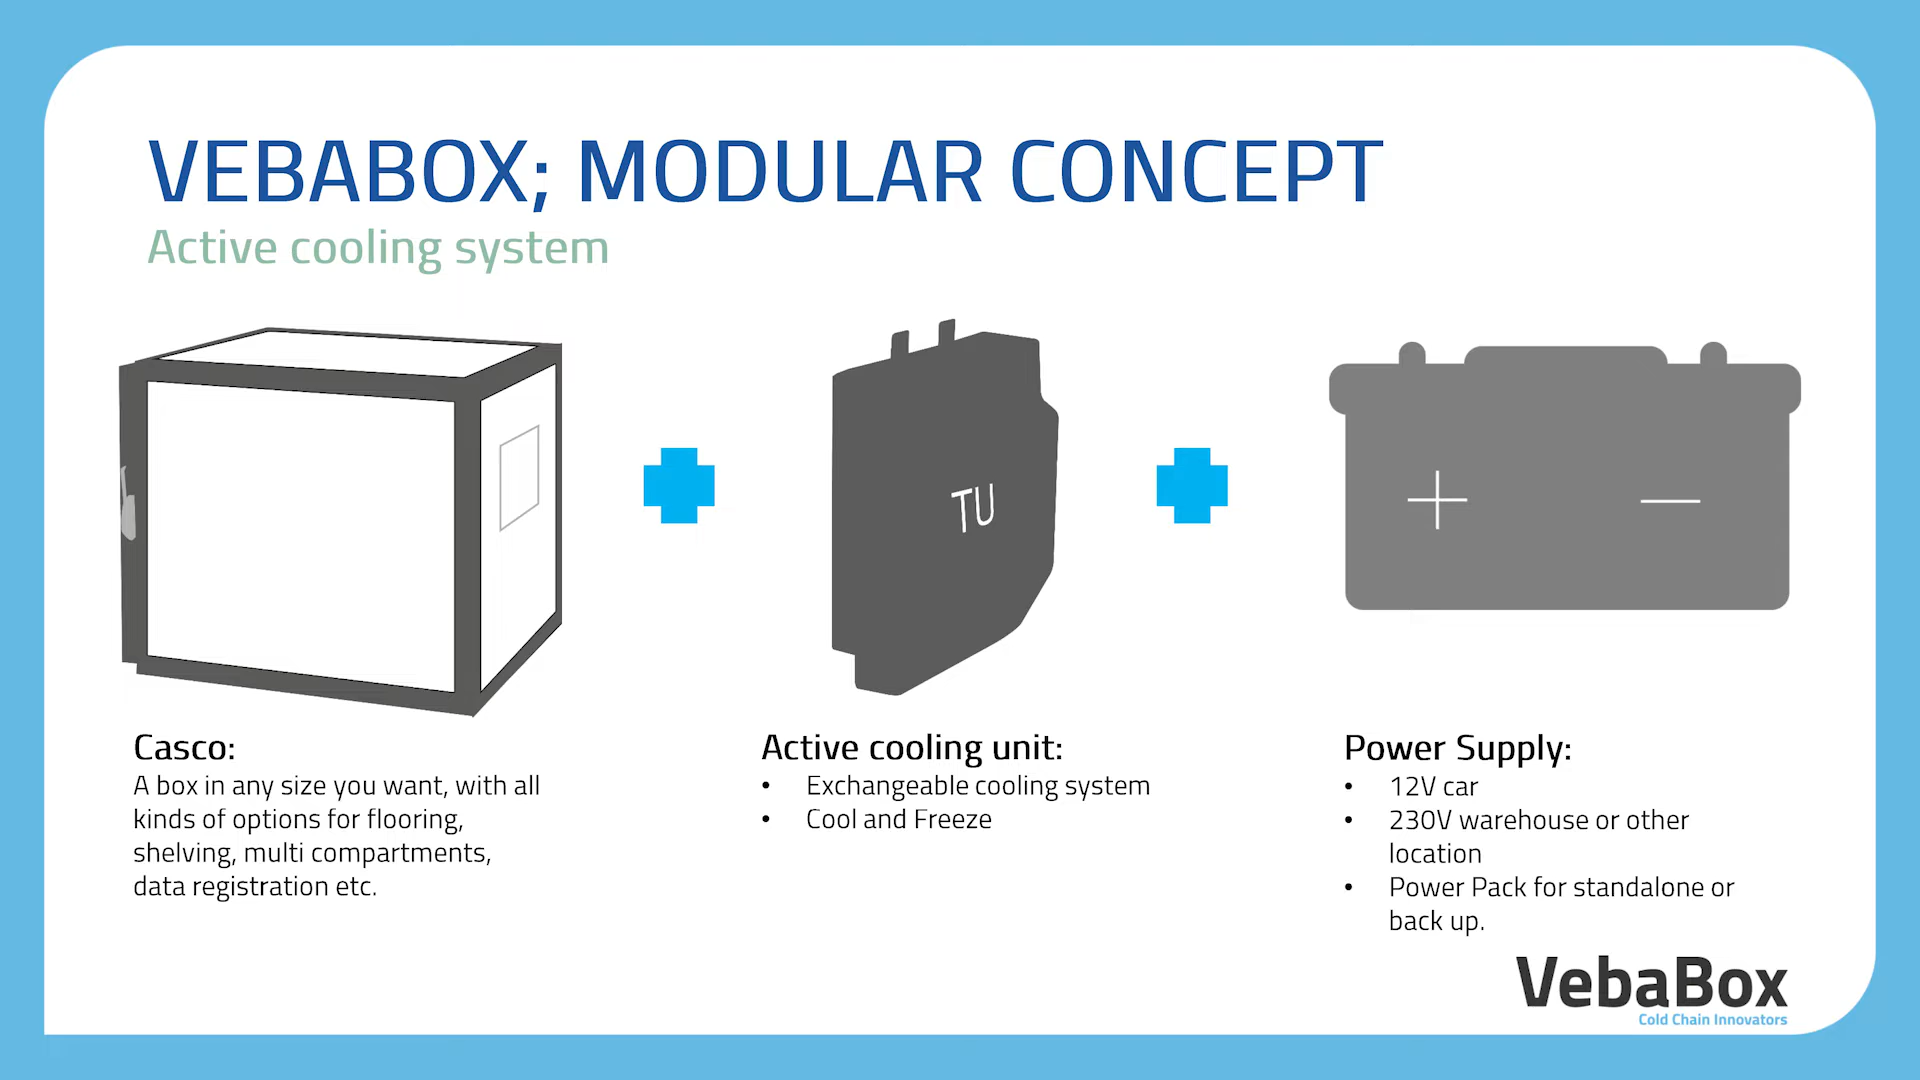 VEBABOX; MODULAR CONCEPT
Active cooling system
TU
Casco:
A box in any size you want, with all
kinds of options for flooring,
shelving, multi compartments,
data registration etc.
Active cooling unit:
• Exchangeable cooling system
• Cool and Freeze
Power Supply:
• 12V car
• 230V warehouse or other
location
• Power Pack for standalone or
back up.
VebaBox
Cold Chain Innovators